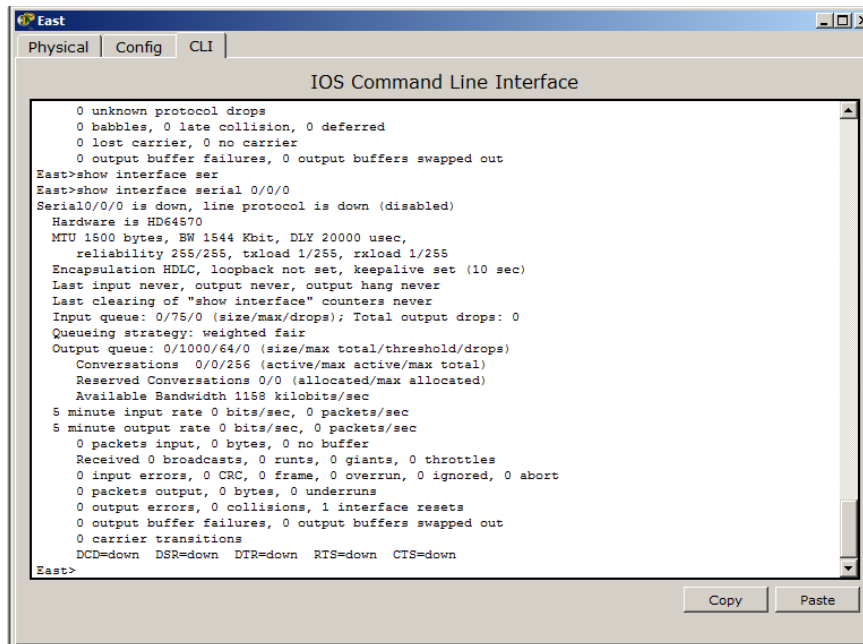 East
Physical Config CLI
IOS Command Line Interface
0 unknown protocol drops
0 babbles, 0 late collision, 0 deferred
0 lost carrier, 0 no carrier
0 output buffer failures, 0 output buffers swapped out
East>show interface ser
East>show interface serial 0/0/0
Serial0/0/0 is down, line protocol is down (disabled)
Hardware is HD64570
MTU 1500 bytes, BW 1544 Kbit, DLY 20000 usec,
reliability 255/255, txload 1/255, rxload 1/255
Encapsulation HDLC, loopback not set, keepalive set (10 sec)
Last input never, output never, output hang never
Last clearing of "show interface" counters never
Input queue: 0/75/0 (size/max/drops); Total output drops: 0
Queueing strategy: weighted fair
Output queue: 0/1000/64/0 (size/max total/threshold/drops)
Conversations 0/0/256 (active/max active/max total)
Reserved Conversations 0/0 (allocated/max allocated)
Available Bandwidth 1158 kilobits/sec
5 minute input rate 0 bits/sec, 0 packets/sec
5 minute output rate 0 bits/sec, 0 packets/sec
0 packets input, 0 bytes, 0 no buffer
Received 0 broadcasts, 0 runts, 0 giants, 0 throttles
0 input errors, 0 CRC, 0 frame, 0 overrun, 0 ignored, 0 abort
0 packets output, 0 bytes, 0 underruns
0 output errors, 0 collisions, 1 interface resets
0 output buffer failures, 0 output buffers swapped out
0 carrier transitions
DCD=down DSR=down DTR=down RTS=down CTS=down
East>
Copy Paste